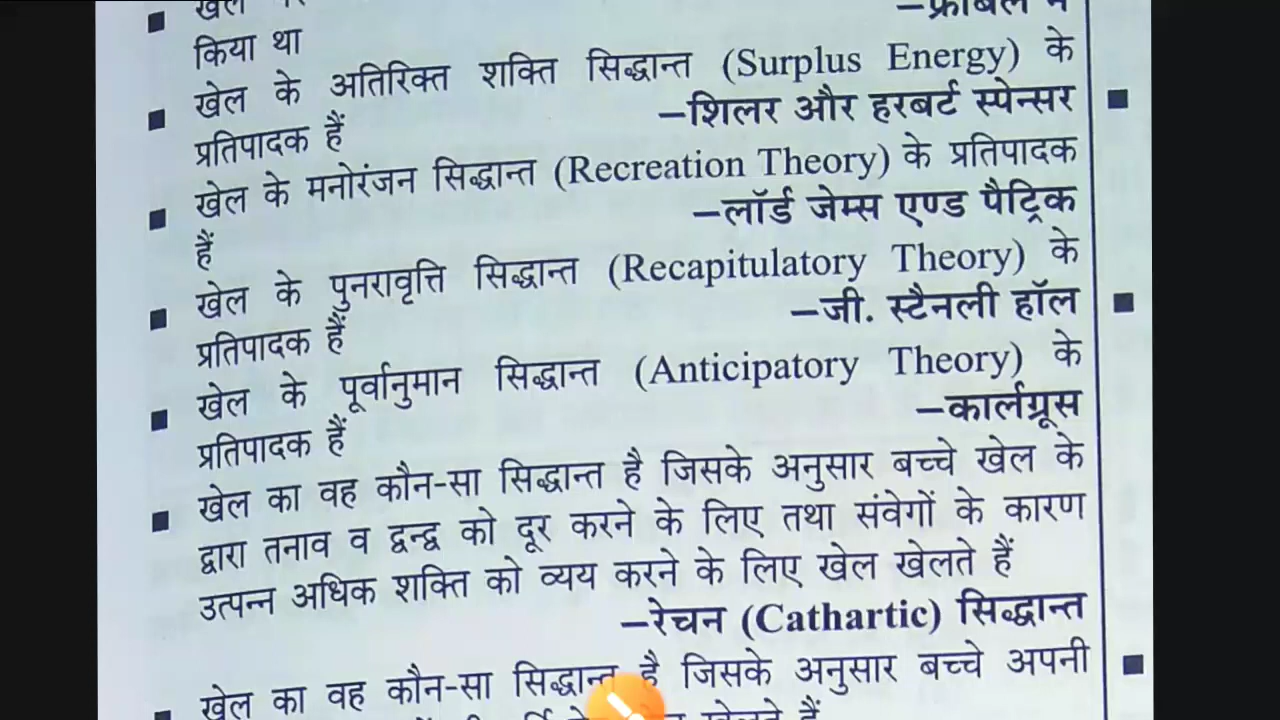 किया था
खेल के अतिरिक्त शक्ति सिद्धान्त (Surplus Energy) के
प्रतिपादक हैं –शिलर और हरबर्ट स्पेन्सर
खेल के मनोरंजन सिद्धान्त (Recreation Theory) के प्रतिपादक
हैं –लॉर्ड जेम्स एण्ड पैट्रिक
खेल के पुनरावृत्ति सिद्धान्त (Recapitulatory Theory) के
प्रतिपादक हैं –जी. स्टैनली हॉल
खेल के पूर्वानुमान सिद्धान्त (Anticipatory Theory) के
प्रतिपादक हैं –कार्लग्रूस
खेल का वह कौन-सा सिद्धान्त है जिसके अनुसार बच्चे खेल के
द्वारा तनाव व द्वन्द्व को दूर करने के लिए तथा संवेगों के कारण
उत्पन्न अधिक शक्ति को व्यय करने के लिए खेल खेलते हैं
–रेचन (Cathartic) सिद्धान्त
खेल का वह कौन-सा सिद्धान्त है जिसके अनुसार बच्चे अपनी
खेलते हैं